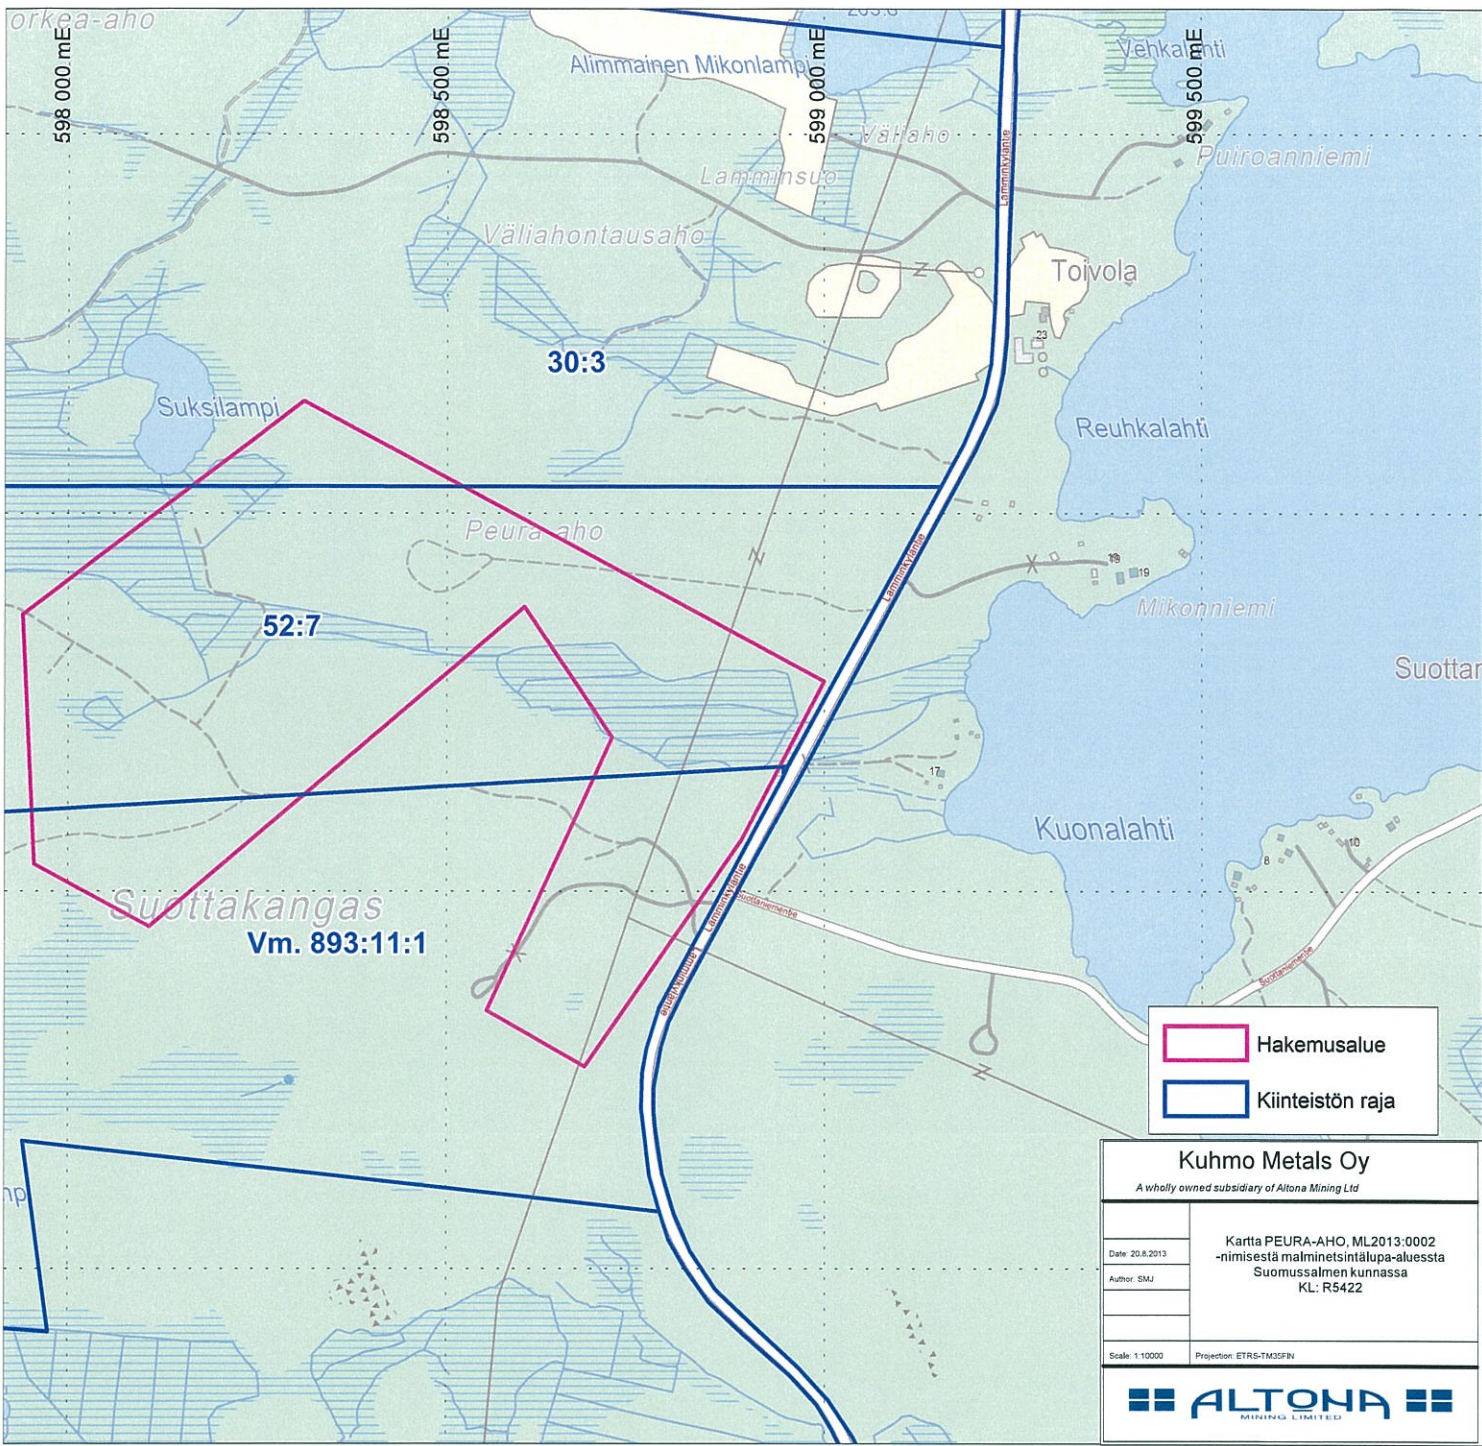 orkea-aho
598 000 mE
598 500 mE
599 000 mE
599 500 mE
Alimmainen Mikonlampi
Vehkalahti
Väliaho
Puiroanniemi
Lamminsuo
Lamminkyläntie
Väliahontausaho
Toivola
23
30:3
Suksilampi
Reuhkalahti
Peura-aho
Lamminkyläntie
19
Mikonniemi
52:7
Suottar
17
Kuonalahti
10
8
Suottakangas
Lamminkyläntie
Suottaniementie
Vm. 893:11:1
Lamminkyläntie
Suottaniementie
Hakemusalue
Kiinteistön raja
mp
Kuhmo Metals Oy
A wholly owned subsidiary of Altona Mining Ltd
Date: 20.8.2013
Author: SMJ
Kartta PEURA-AHO, ML2013:0002
-nimisestä malminetsintälupa-aluessta
Suomussalmen kunnassa
KL: R5422
Scale: 1:10000
Projection: ETRS-TM35FIN
ALTONA
MINING LIMITED